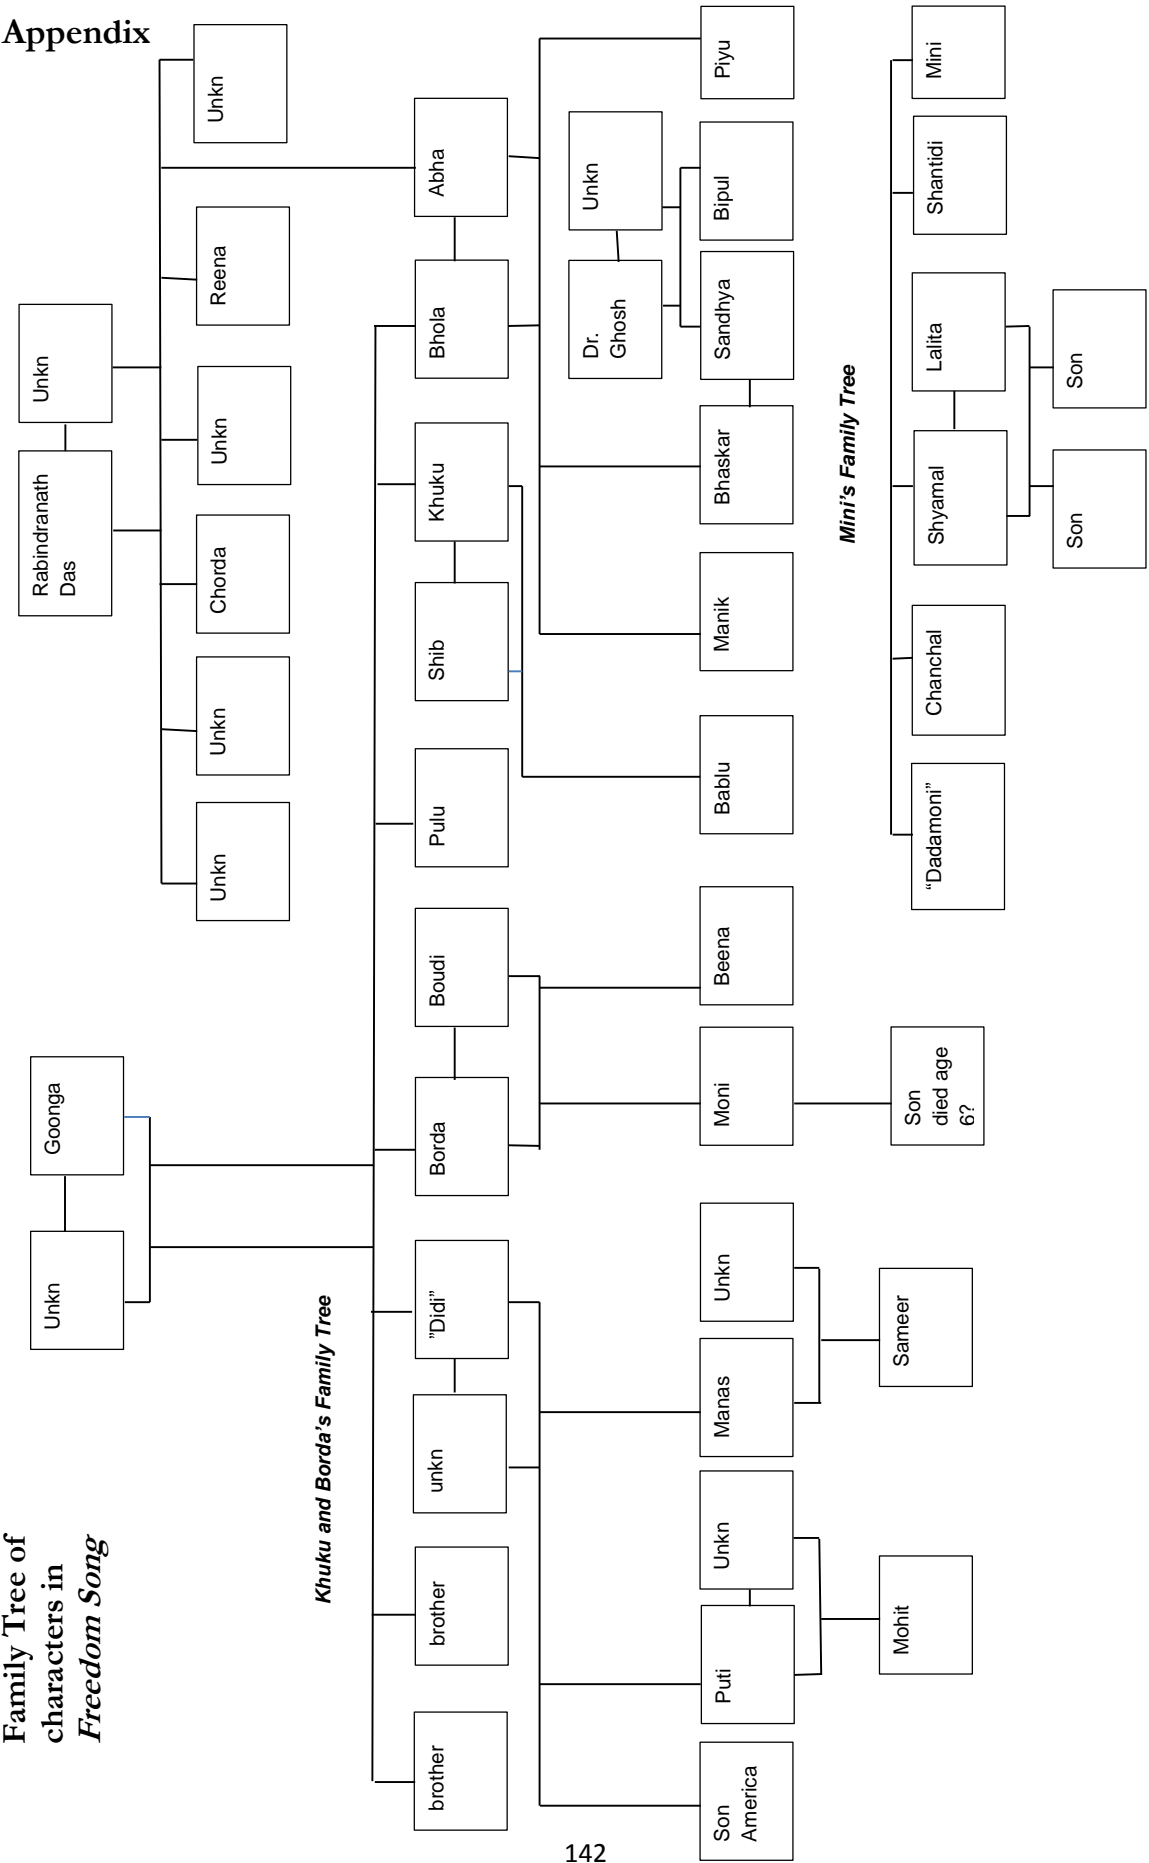 Appendix
Family Tree of
characters in
Freedom Song
Unkn
Goonga
Rabindranath
Das
Unkn
Unkn
Unkn
Chorda
Unkn
Reena
Unkn
Khuku and Borda’s Family Tree
brother
brother
unkn
”Didi”
Borda
Boudi
Pulu
Shib
Khuku
Bhola
Abha
Dr.
Ghosh
Unkn
Son
America
Puti
Unkn
Manas
Unkn
Moni
Beena
Bablu
Manik
Bhaskar
Sandhya
Bipul
Piyu
Mohit
Sameer
Son
died age
6?
Mini’s Family Tree
“Dadamoni”
Chanchal
Shyamal
Lalita
Shantidi
Mini
Son
Son
142